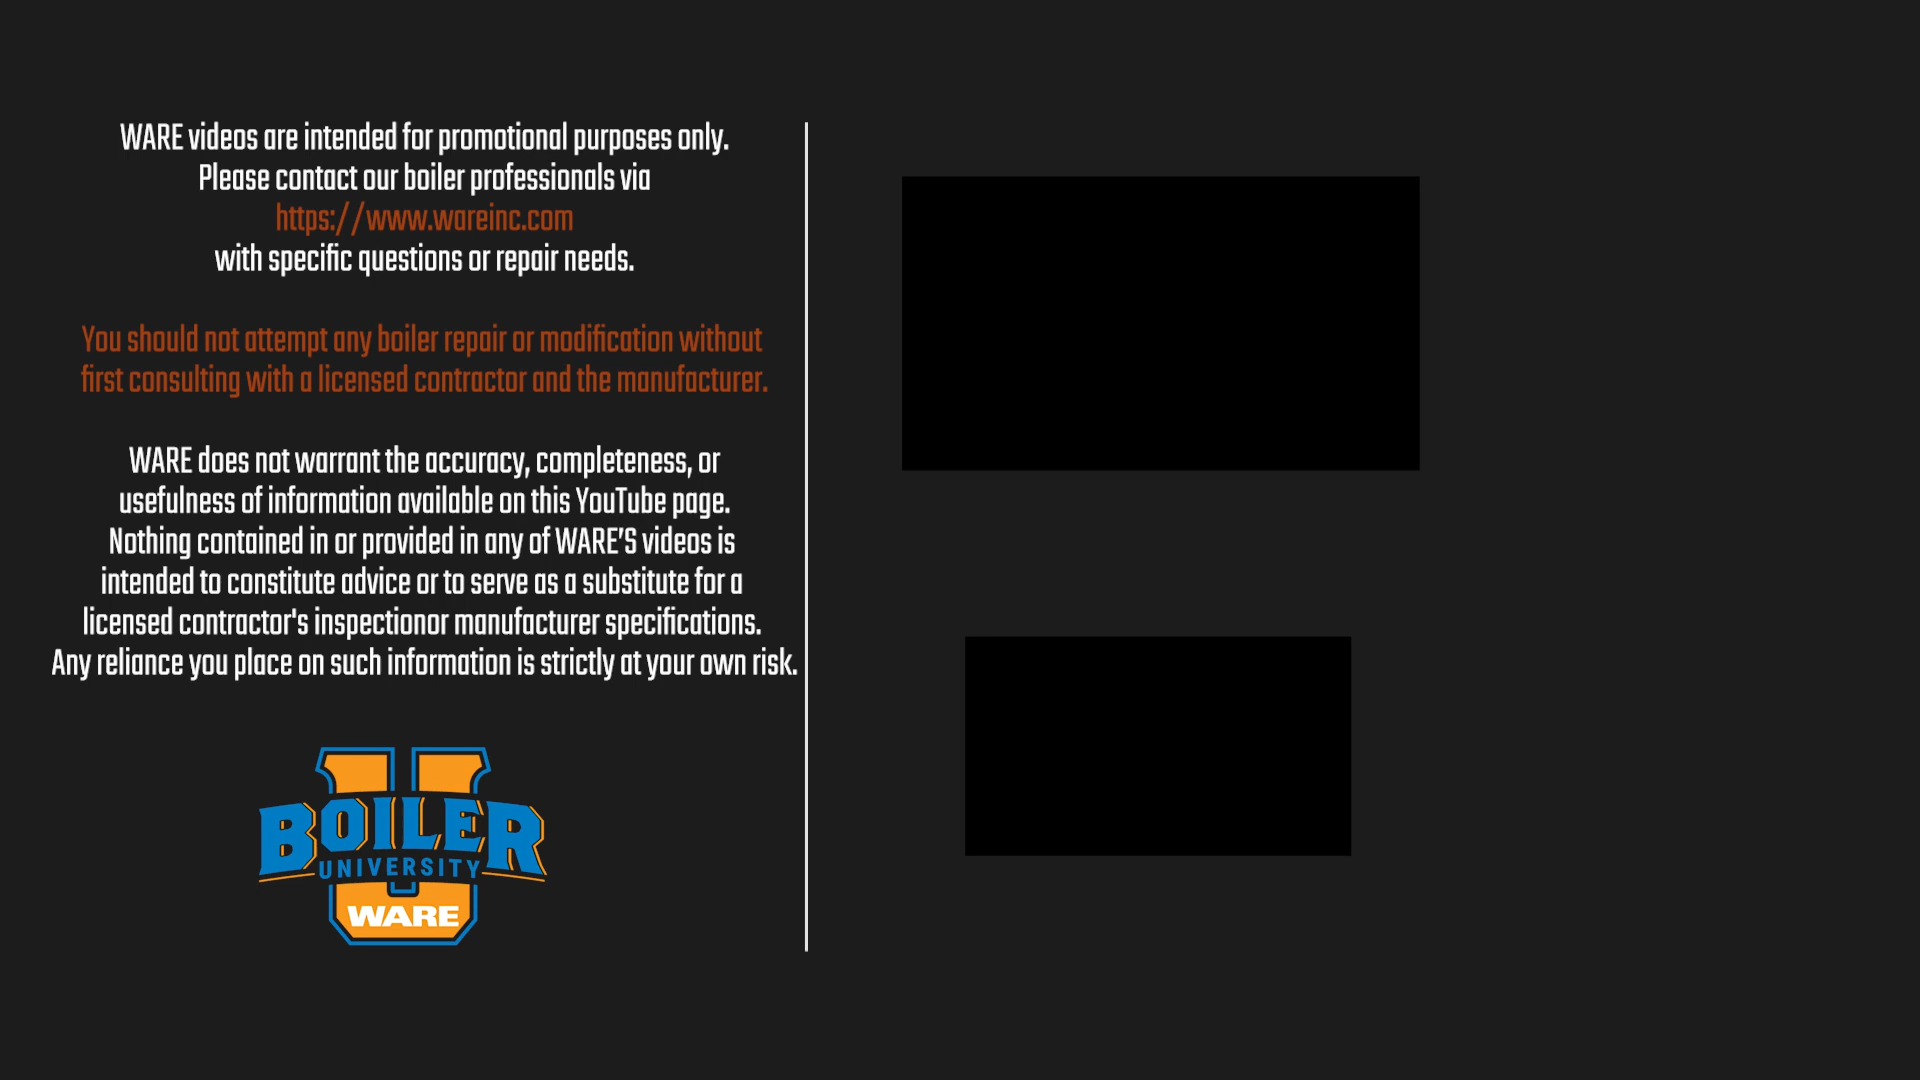 WARE videos are intended for promotional purposes only.
Please contact our boiler professionals via
https://www.wareinc.com
with specific questions or repair needs.
You should not attempt any boiler repair or modification without
first consulting with a licensed contractor and the manufacturer.
WARE does not warrant the accuracy, completeness, or
usefulness of information available on this YouTube page.
Nothing contained in or provided in any of WARE'S videos is
intended to constitute advice or to serve as a substitute for a
licensed contractor's inspectionor manufacturer specifications.
Any reliance you place on such information is strictly at your own risk.
BOILER
UNIVERSITY
WARE